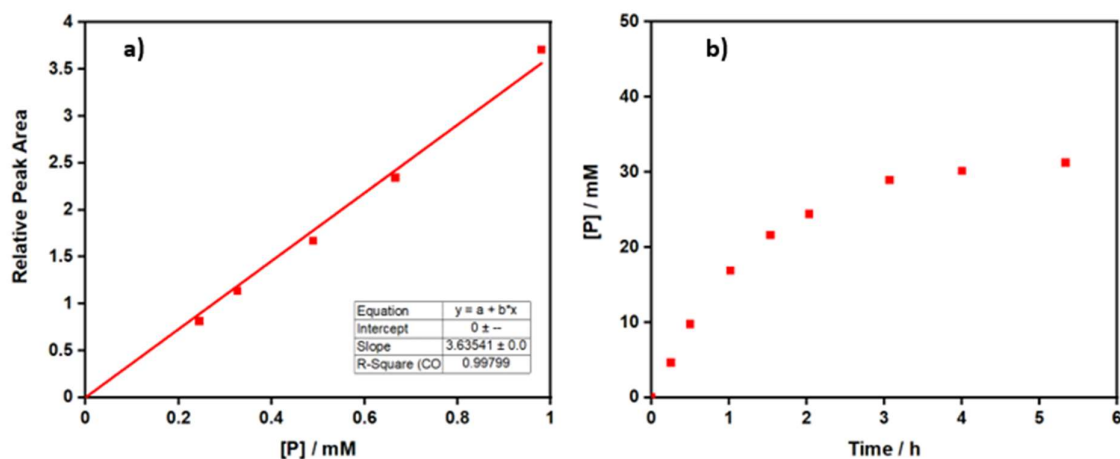 a)
Relative Peak Area
4
3.5
3
2.5
2
1.5
1
0.5
0
Equation y = a + b*x
Intercept 0 ± --
Slope 3.63541 ± 0.0
R-Square (CO 0.99799
0 0.2 0.4 0.6 0.8 1
[P] / mM
b)
[P] / mM
50
40
30
20
10
0
0 1 2 3 4 5 6
Time / h